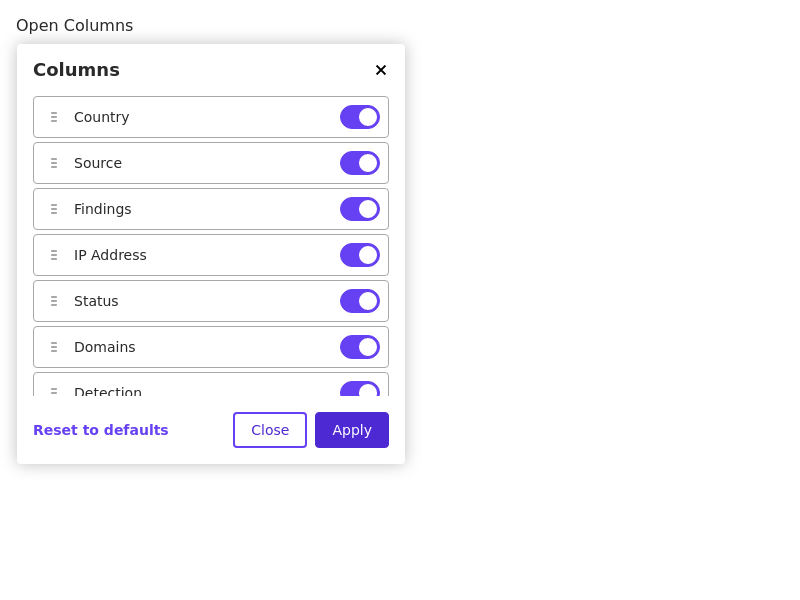 Open Columns
Columns
Country
Source
Findings
IP Address
Status
Domains
Detection
Reset to defaults
Close
Apply